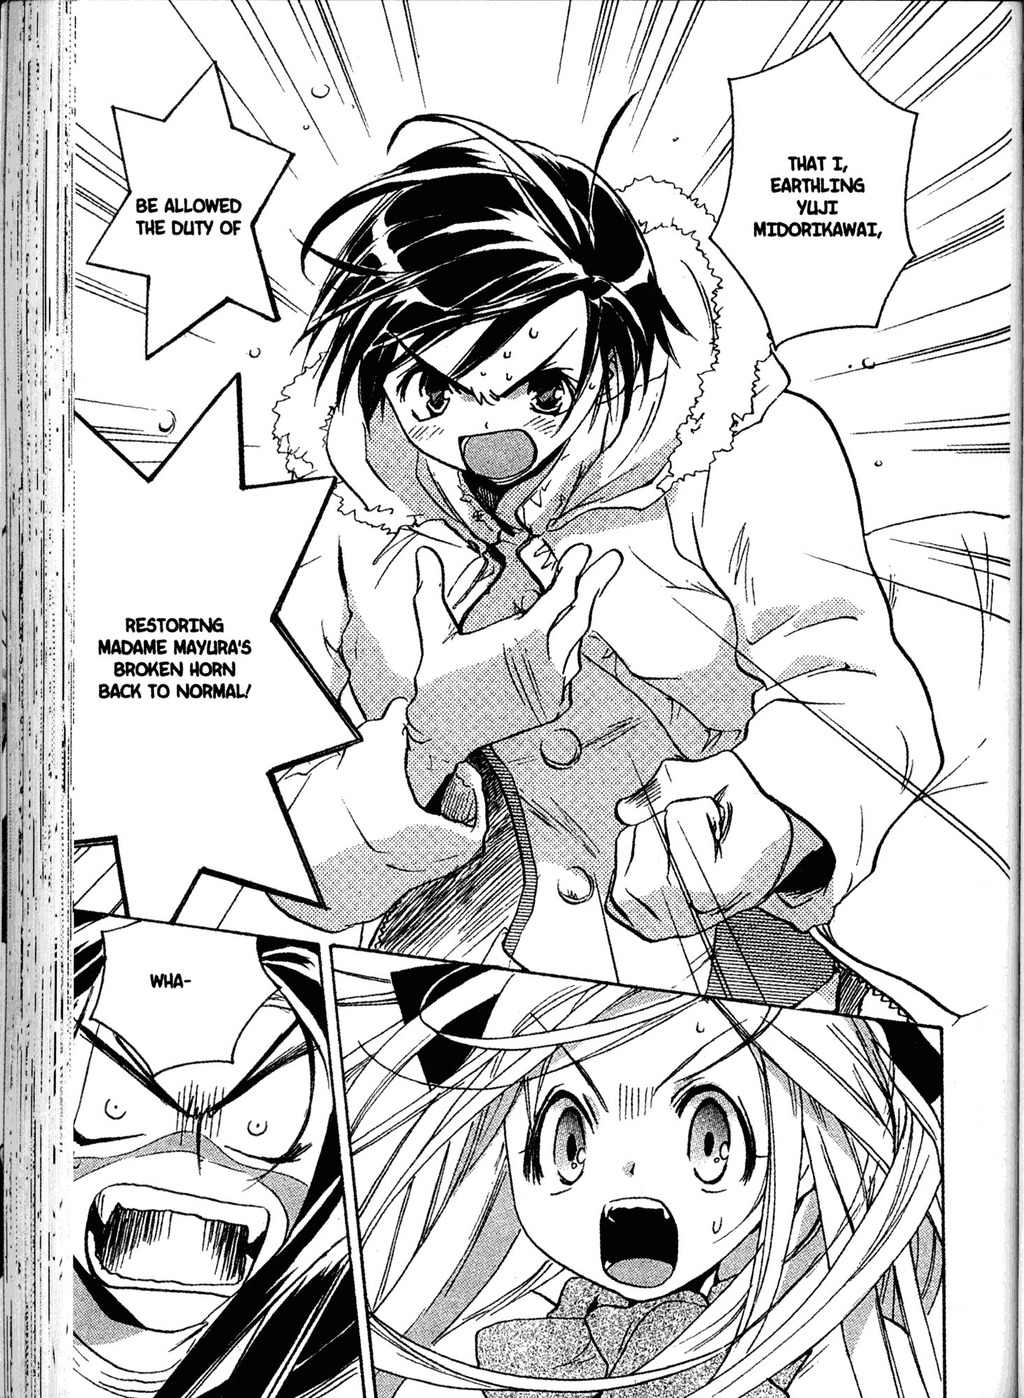 THAT I,
EARTHLING
YUJI
MIDORIKAWAI,
BE ALLOWED
THE DUTY OF
RESTORING
MADAME MAYURA'S
BROKEN HORN
BACK TO NORMAL!
WHA-